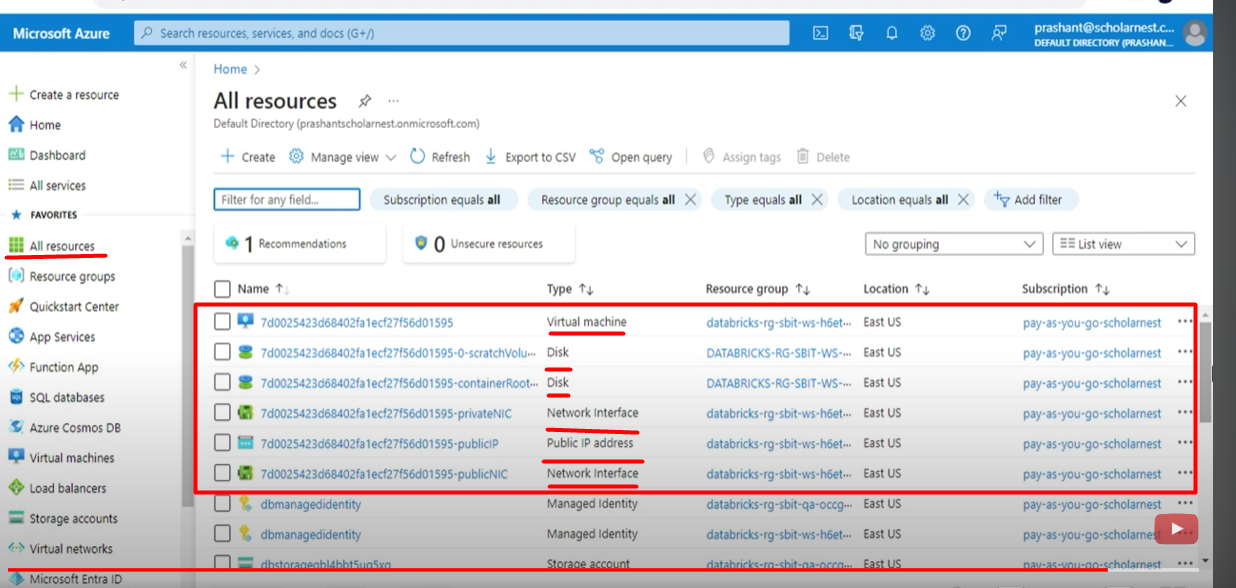 Microsoft Azure
Search resources, services, and docs (G+/)
prashant@scholarnest.c...
DEFAULT DIRECTORY (PRASHAN...
Create a resource
Home
Dashboard
All services
FAVORITES
All resources
Resource groups
Quickstart Center
App Services
Function App
SQL databases
Azure Cosmos DB
Virtual machines
Load balancers
Storage accounts
Virtual networks
Microsoft Entra ID
Home >
All resources
Default Directory (prashantscholarnest.onmicrosoft.com)
Create Manage view Refresh Export to CSV Open query Assign tags Delete
Filter for any field... Subscription equals all Resource group equals all Type equals all Location equals all Add filter
1 Recommendations 0 Unsecure resources No grouping List view
Name Type Resource group Location Subscription
7d0025423d68402fa1ecf27f56d01595 Virtual machine databricks-rg-sbit-ws-h6et... East US pay-as-you-go-scholarnest
7d0025423d68402fa1ecf27f56d01595-0-scratchVolu... Disk DATABRICKS-RG-SBIT-WS-... East US pay-as-you-go-scholarnest
7d0025423d68402fa1ecf27f56d01595-containerRoot... Disk DATABRICKS-RG-SBIT-WS-... East US pay-as-you-go-scholarnest
7d0025423d68402fa1ecf27f56d01595-privateNIC Network Interface databricks-rg-sbit-ws-h6et... East US pay-as-you-go-scholarnest
7d0025423d68402fa1ecf27f56d01595-publicIP Public IP address databricks-rg-sbit-ws-h6et... East US pay-as-you-go-scholarnest
7d0025423d68402fa1ecf27f56d01595-publicNIC Network Interface databricks-rg-sbit-ws-h6et... East US pay-as-you-go-scholarnest
dbmanagedidentity Managed Identity databricks-rg-sbit-qa-occg... East US pay-as-you-go-scholarnest
dbmanagedidentity Managed Identity databricks-rg-sbit-ws-h6et... East US pay-as-you-go-scholarnest
Storage account databricks-rg-sbit-qa-occg... East US pay-as-you-go-scholarnest